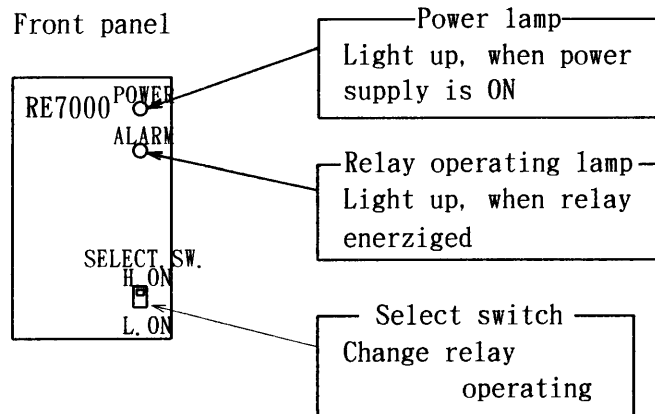 Front panel
POWER
RE7000
ALARM
SELECT SW.
H. ON
L. ON
Power lamp
Light up, when power
supply is ON
Relay operating lamp
Light up, when relay
enerziged
Select switch
Change relay
operating